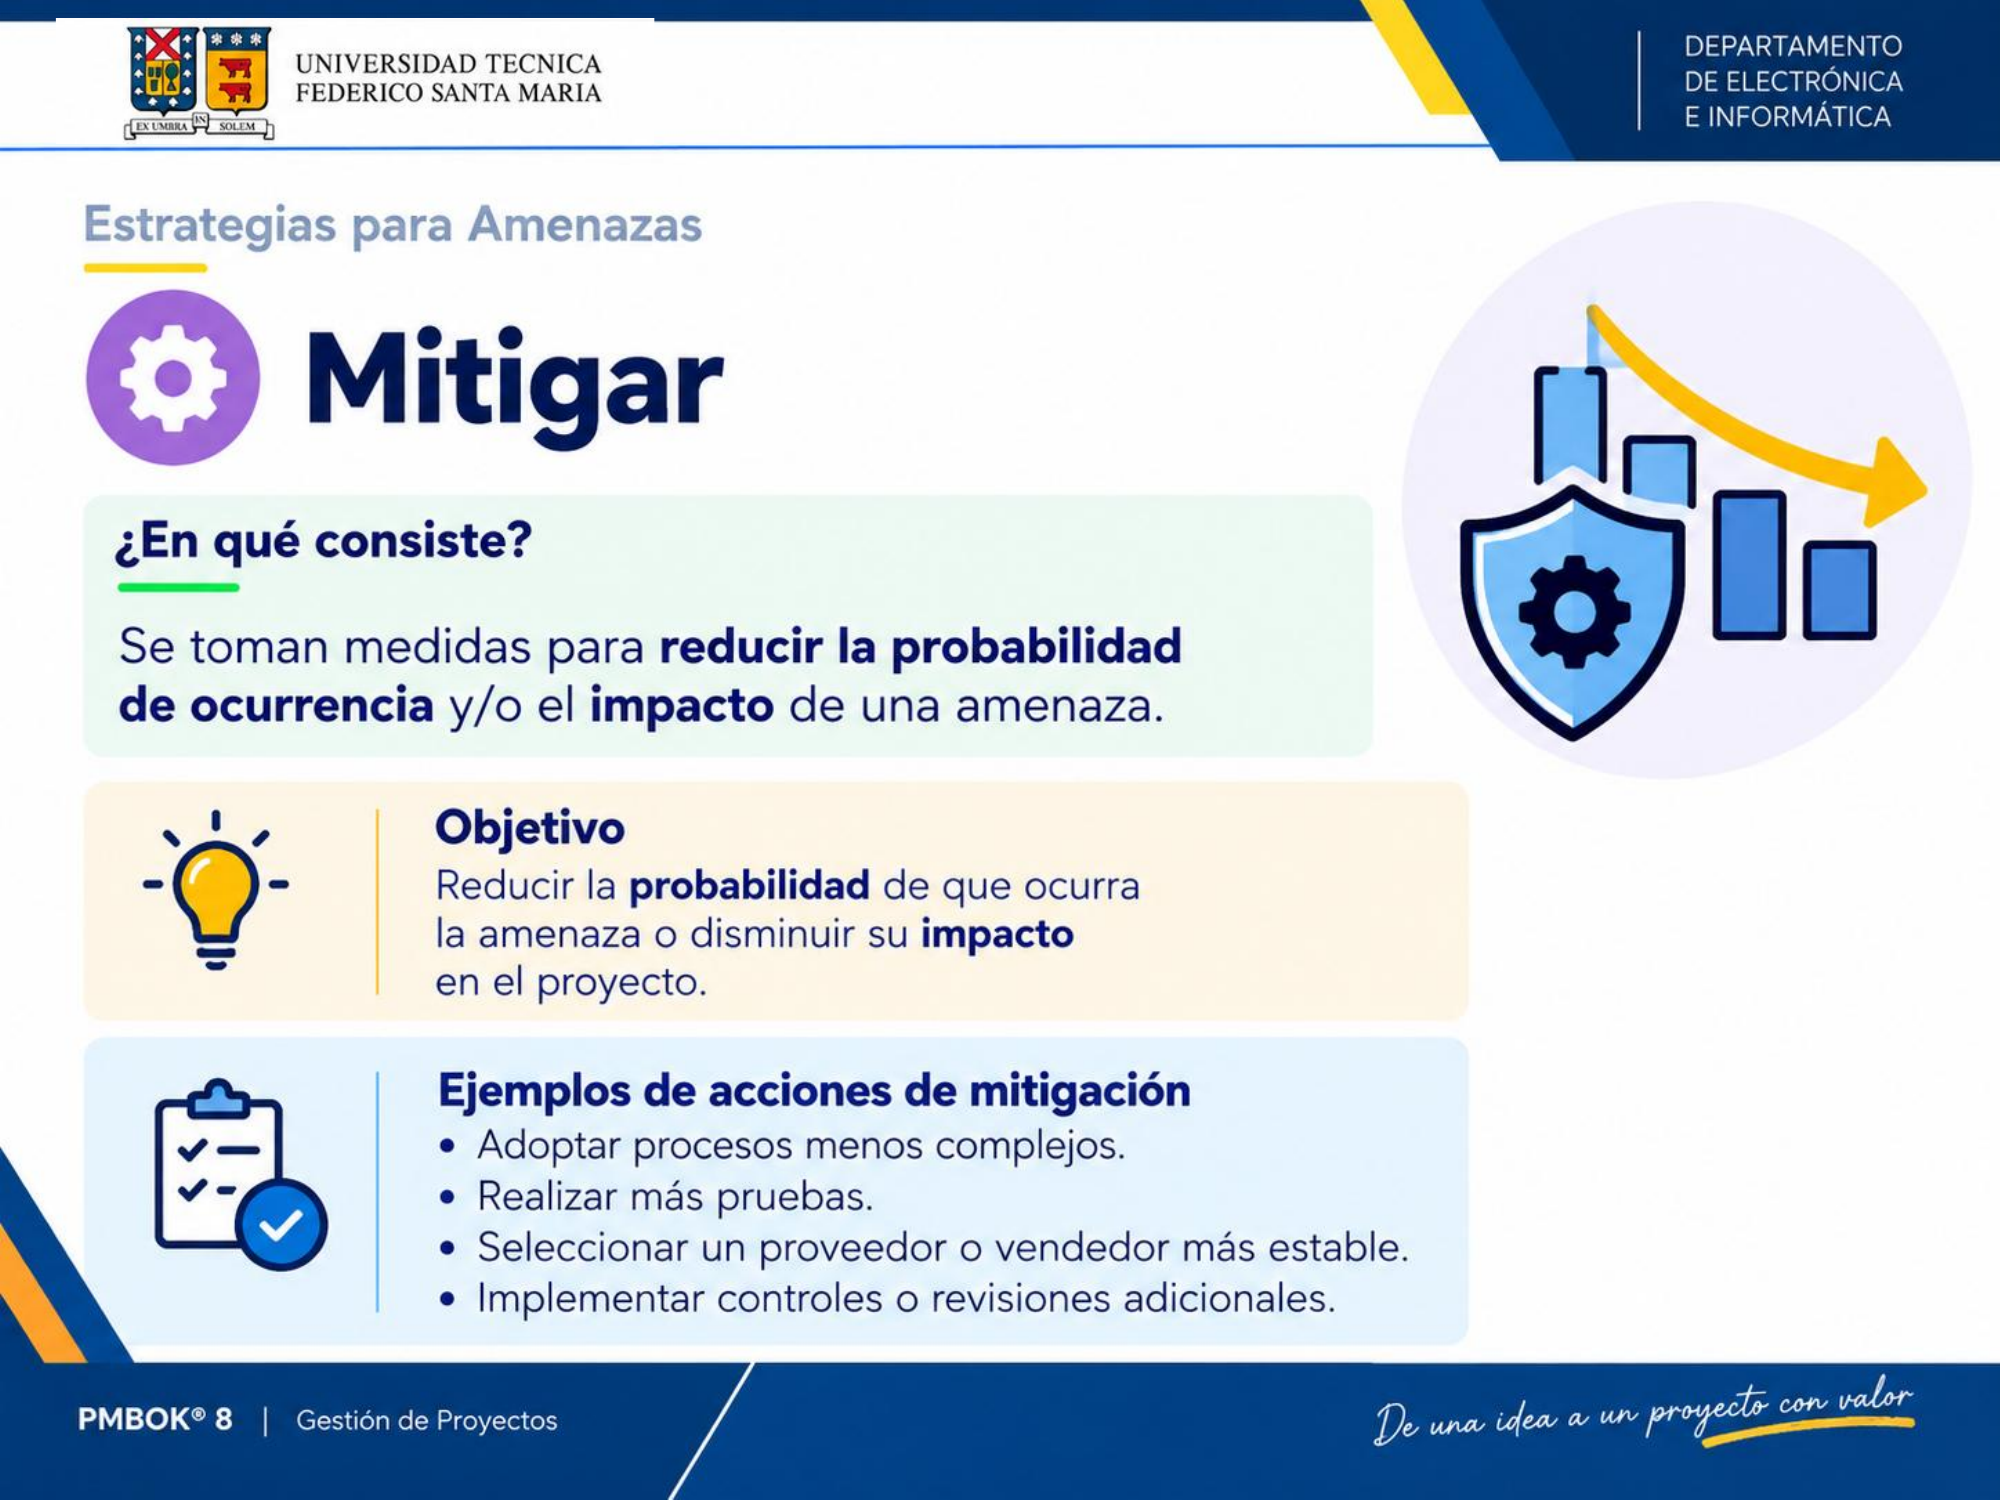 UNIVERSIDAD TECNICA
FEDERICO SANTA MARIA
EX UMBRA IN SOLEM
DEPARTAMENTO
DE ELECTRÓNICA
E INFORMÁTICA
Estrategias para Amenazas
Mitigar
¿En qué consiste?
Se toman medidas para reducir la probabilidad
de ocurrencia y/o el impacto de una amenaza.
Objetivo
Reducir la probabilidad de que ocurra
la amenaza o disminuir su impacto
en el proyecto.
Ejemplos de acciones de mitigación
• Adoptar procesos menos complejos.
• Realizar más pruebas.
• Seleccionar un proveedor o vendedor más estable.
• Implementar controles o revisiones adicionales.
PMBOK® 8 | Gestión de Proyectos
De una idea a un proyecto con valor